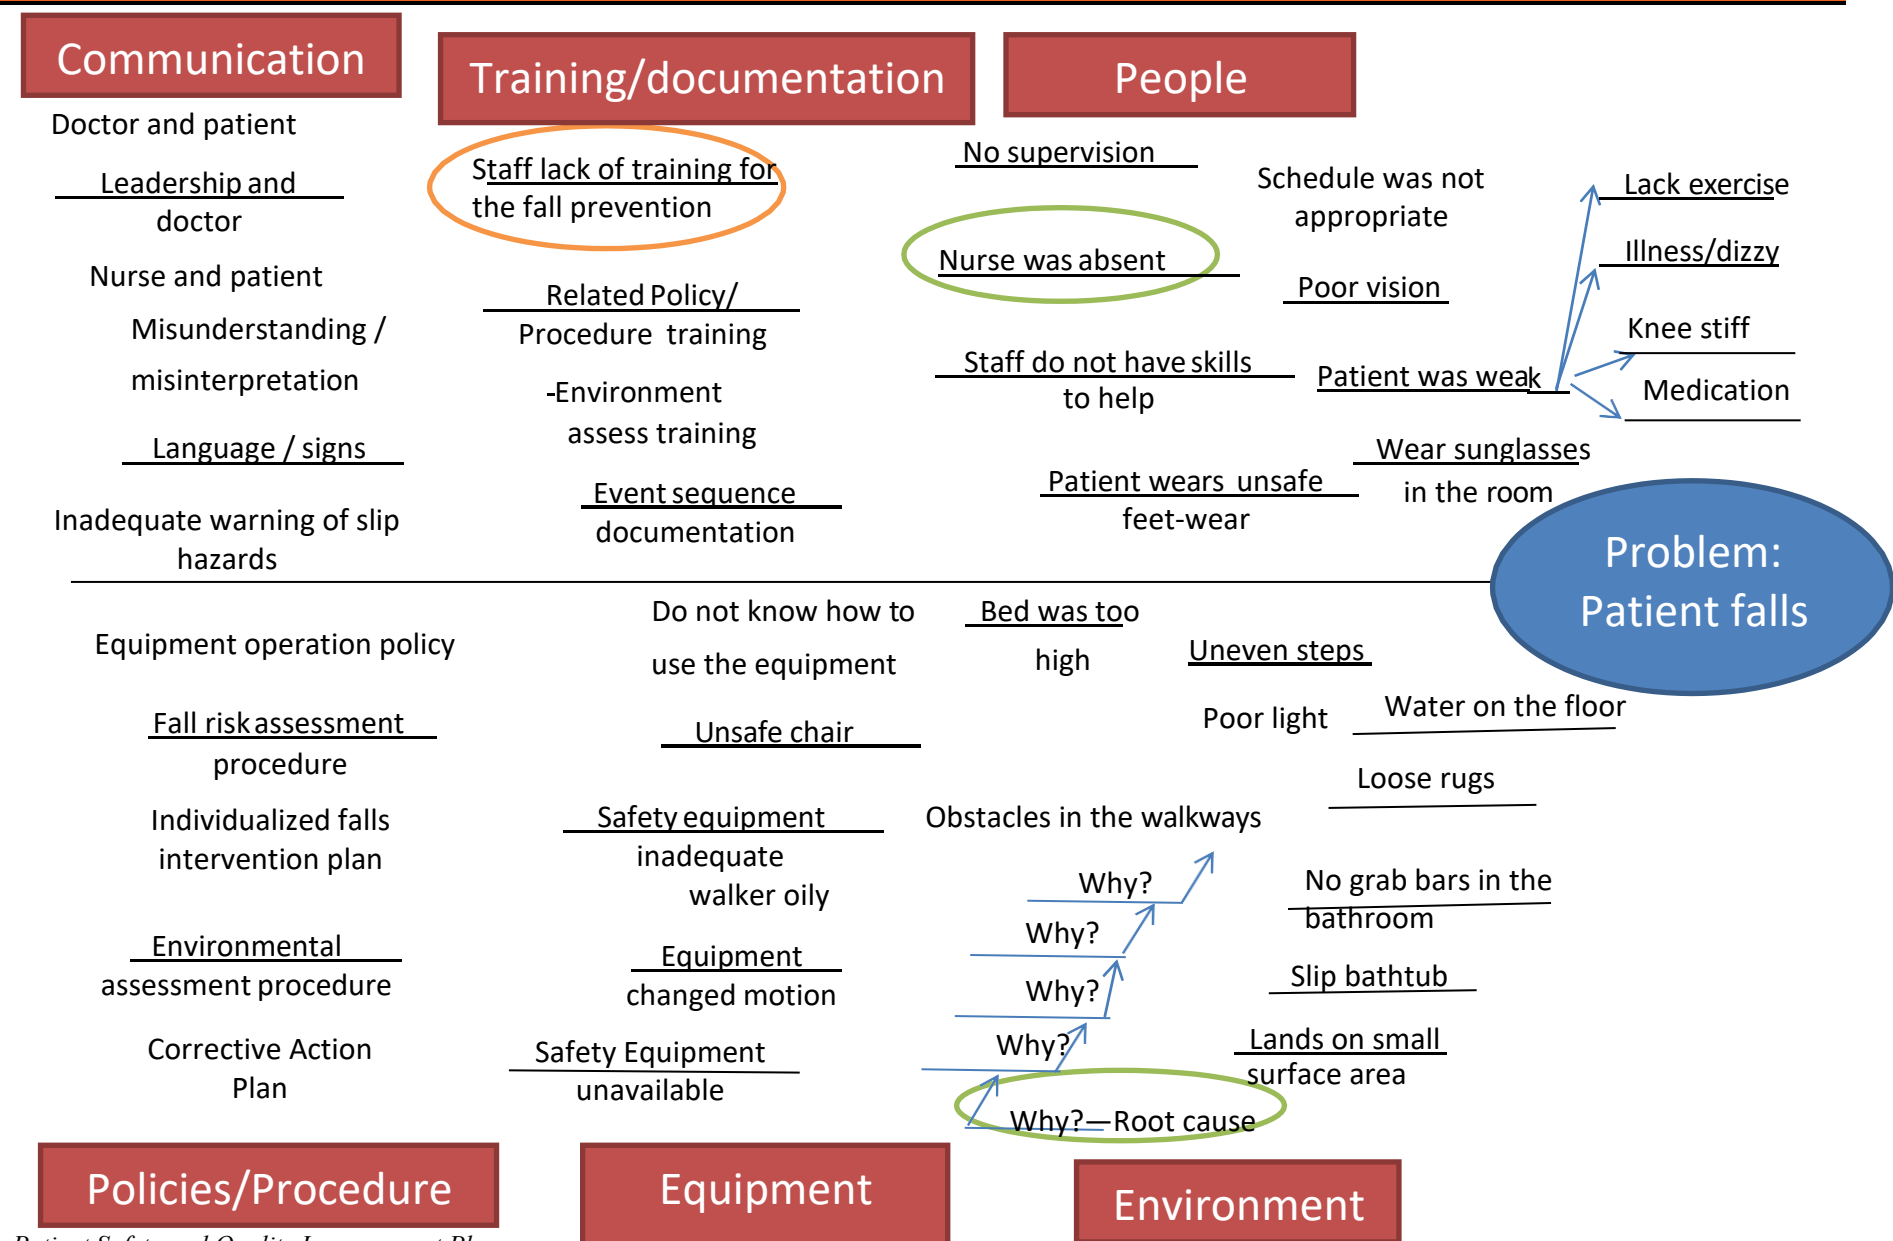 Communication
Training/documentation
People
Doctor and patient
Leadership and
doctor
Nurse and patient
Misunderstanding /
misinterpretation
Language / signs
Inadequate warning of slip
hazards
Staff lack of training for
the fall prevention
Related Policy/
Procedure training
-Environment
assess training
Event sequence
documentation
No supervision
Nurse was absent
Staff do not have skills
to help
Patient wears unsafe
feet-wear
Schedule was not
appropriate
Poor vision
Patient was weak
Wear sunglasses
in the room
Lack exercise
Illness/dizzy
Knee stiff
Medication
Problem:
Patient falls
Equipment operation policy
Fall risk assessment
procedure
Individualized falls
intervention plan
Environmental
assessment procedure
Corrective Action
Plan
Do not know how to
use the equipment
Unsafe chair
Safety equipment
inadequate
walker oily
Equipment
changed motion
Safety Equipment
unavailable
Bed was too
high
Uneven steps
Poor light
Water on the floor
Loose rugs
Obstacles in the walkways
Why?
Why?
Why?
Why?
Why?—Root cause
No grab bars in the
bathroom
Slip bathtub
Lands on small
surface area
Policies/Procedure
Equipment
Environment